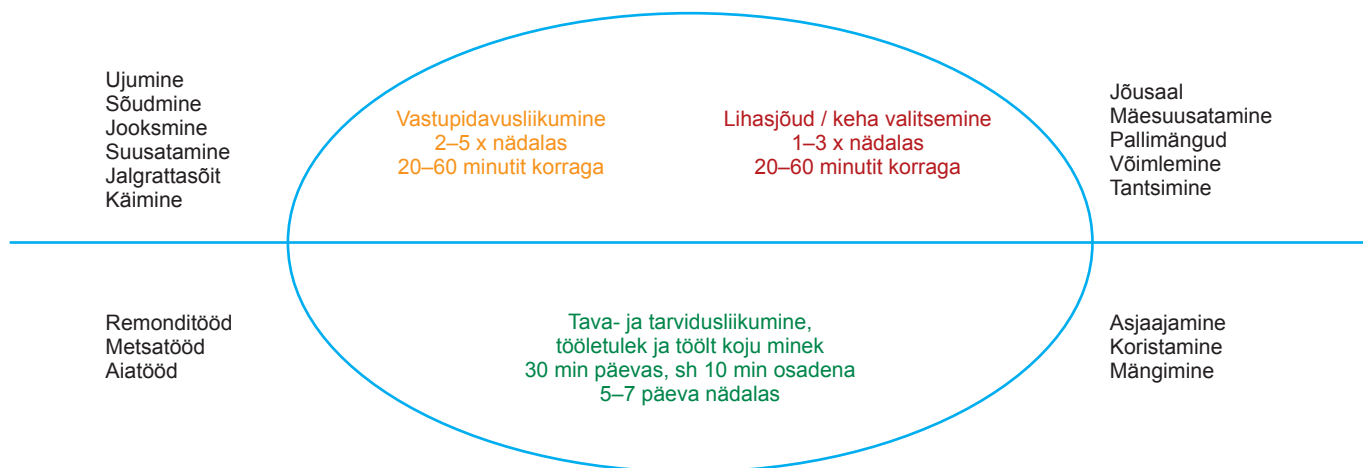 Ujumine
Sõudmine
Jooksmine
Suusatamine
Jalgrattasõit
Käimine
Vastupidavusliikumine
2–5 x nädalas
20–60 minutit korraga
Lihasjõud / keha valitsemine
1–3 x nädalas
20–60 minutit korraga
Jõusaal
Mäesuusatamine
Pallimängud
Võimlemine
Tantsimine
Remonditööd
Metsatööd
Aiatööd
Tava- ja tarvidusliikumine,
tööletulek ja töölt koju minek
30 min päevas, sh 10 min osadena
5–7 päeva nädalas
Asjaajamine
Koristamine
Mängimine